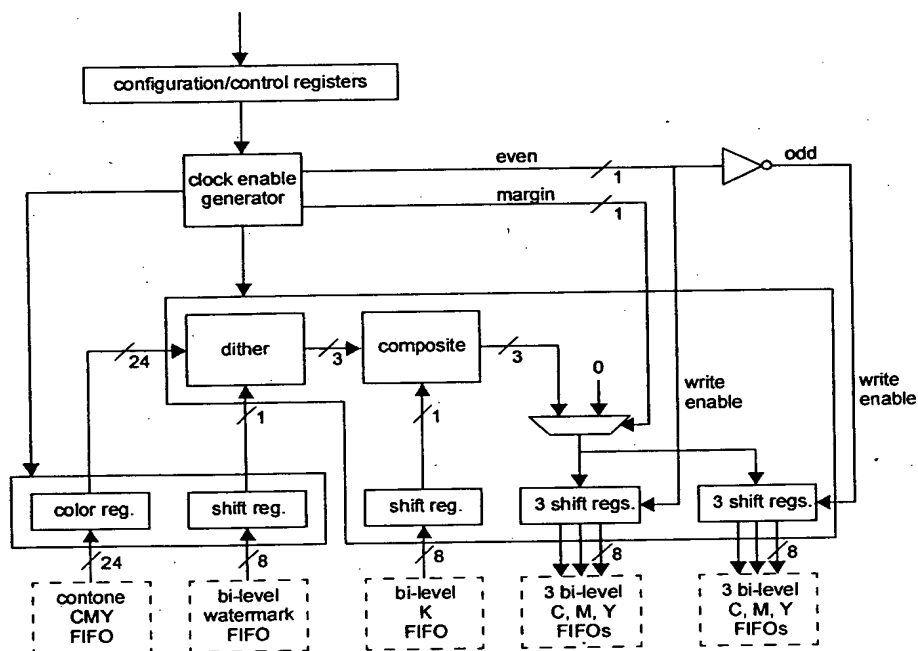 configuration/control registers
clock enable
generator
even
1
odd
margin
1
dither
composite
24
3
3
0
1
1
write
enable
write
enable
color reg.
shift reg.
shift reg.
3 shift regs.
3 shift regs.
24
8
8
8
8
contone
CMY
FIFO
bi-level
watermark
FIFO
bi-level
K
FIFO
3 bi-level
C, M, Y
FIFOs
3 bi-level
C, M, Y
FIFOs